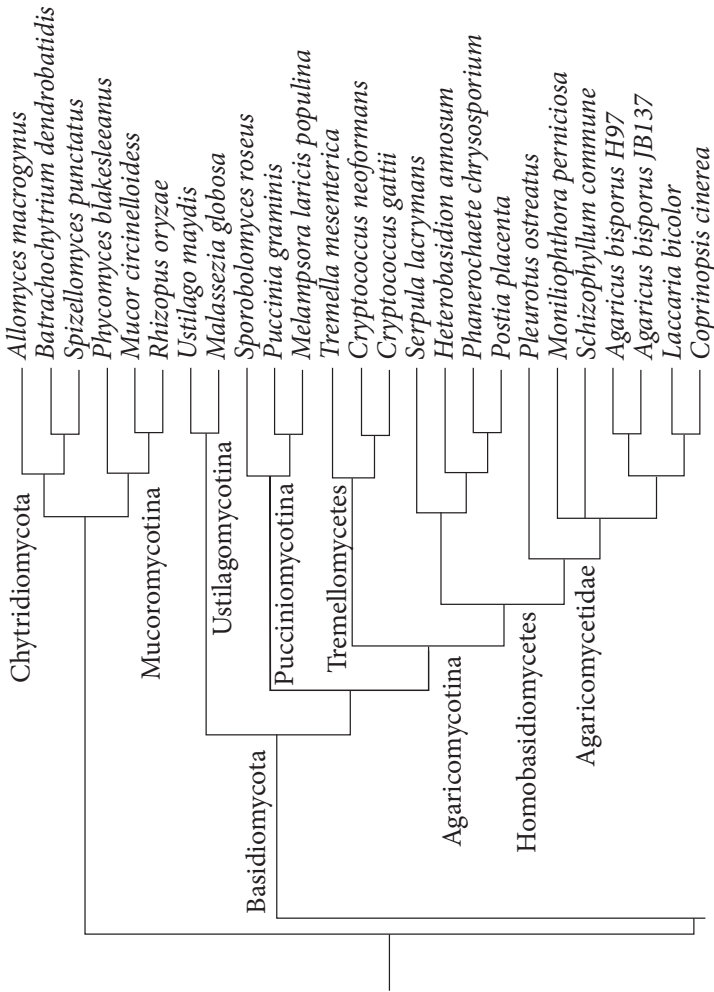 Allomyces macrogynus
Batrachochytrium dendrobatidis
Spizellomyces punctatus
Phycomyces blakesleeanus
Mucor circinelloidess
Rhizopus oryzae
Ustilago maydis
Malassezia globosa
Sporobolomyces roseus
Puccinia graminis
Melampsora laricis populina
Tremella mesenterica
Cryptococcus neoformans
Cryptococcus gattii
Serpula lacrymans
Heterobasidion annosum
Phanerochaete chrysosporium
Postia placenta
Pleurotus ostreatus
Moniliophthora perniciosa
Schizophyllum commune
Agaricus bisporus H97
Agaricus bisporus JB137
Laccaria bicolor
Coprinopsis cinerea
Chytridiomycota
Mucoromycotina
Ustilagomycotina
Pucciniomycotina
Tremellomycetes
Basidiomycota
Agaricomycotina
Homobasidiomycetes
Agaricomycetidae